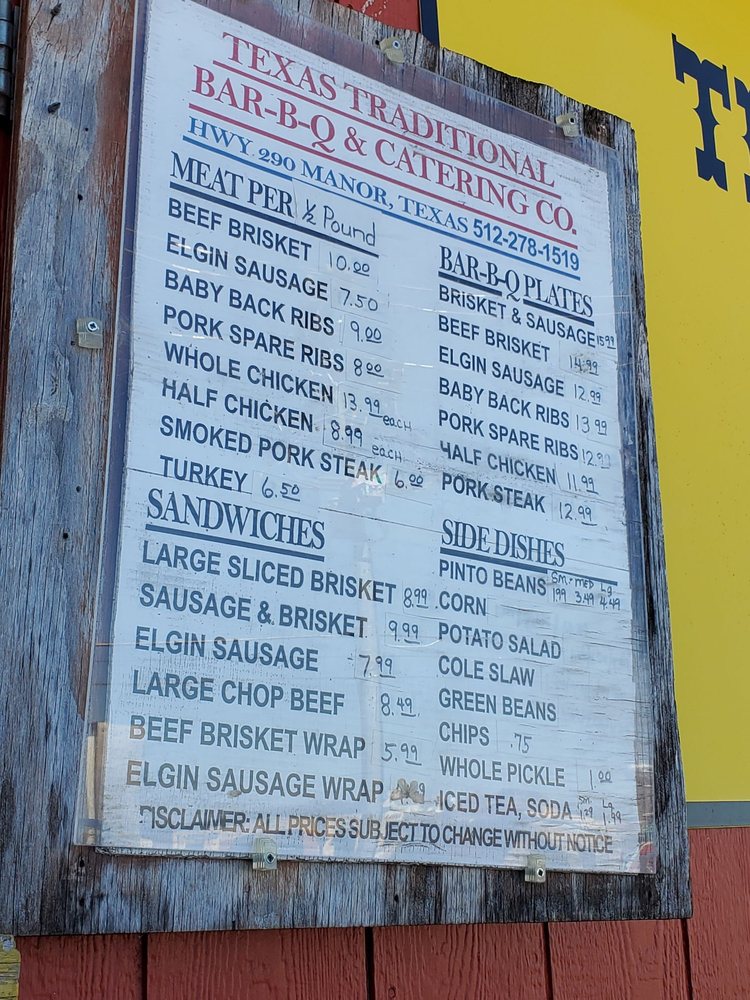 TEXAS TRADITIONAL
BAR-B-Q & CATERING CO.
HWY. 290 MANOR, TEXAS 512-278-1519
MEAT PER ½ Pound
BEEF BRISKET 10.00
ELGIN SAUSAGE 7.50
BABY BACK RIBS 9.00
PORK SPARE RIBS 8.00
WHOLE CHICKEN 13.99 each
HALF CHICKEN 8.99 each
SMOKED PORK STEAK 6.00
TURKEY 6.50
BAR-B-Q PLATES
BRISKET & SAUSAGE 15.99
BEEF BRISKET 14.99
ELGIN SAUSAGE 12.99
BABY BACK RIBS 13.99
PORK SPARE RIBS 12.99
HALF CHICKEN 11.99
PORK STEAK 12.99
SANDWICHES
LARGE SLICED BRISKET 8.99
SAUSAGE & BRISKET 9.99
ELGIN SAUSAGE 7.99
LARGE CHOP BEEF 8.49
BEEF BRISKET WRAP 5.99
ELGIN SAUSAGE WRAP
SIDE DISHES
Sm - med Lg
PINTO BEANS 1.99 3.49 4.49
CORN
POTATO SALAD
COLE SLAW
GREEN BEANS
CHIPS .75
WHOLE PICKLE 1.00
Sm Lg
ICED TEA, SODA 1.99
DISCLAIMER: ALL PRICES SUBJECT TO CHANGE WITHOUT NOTICE